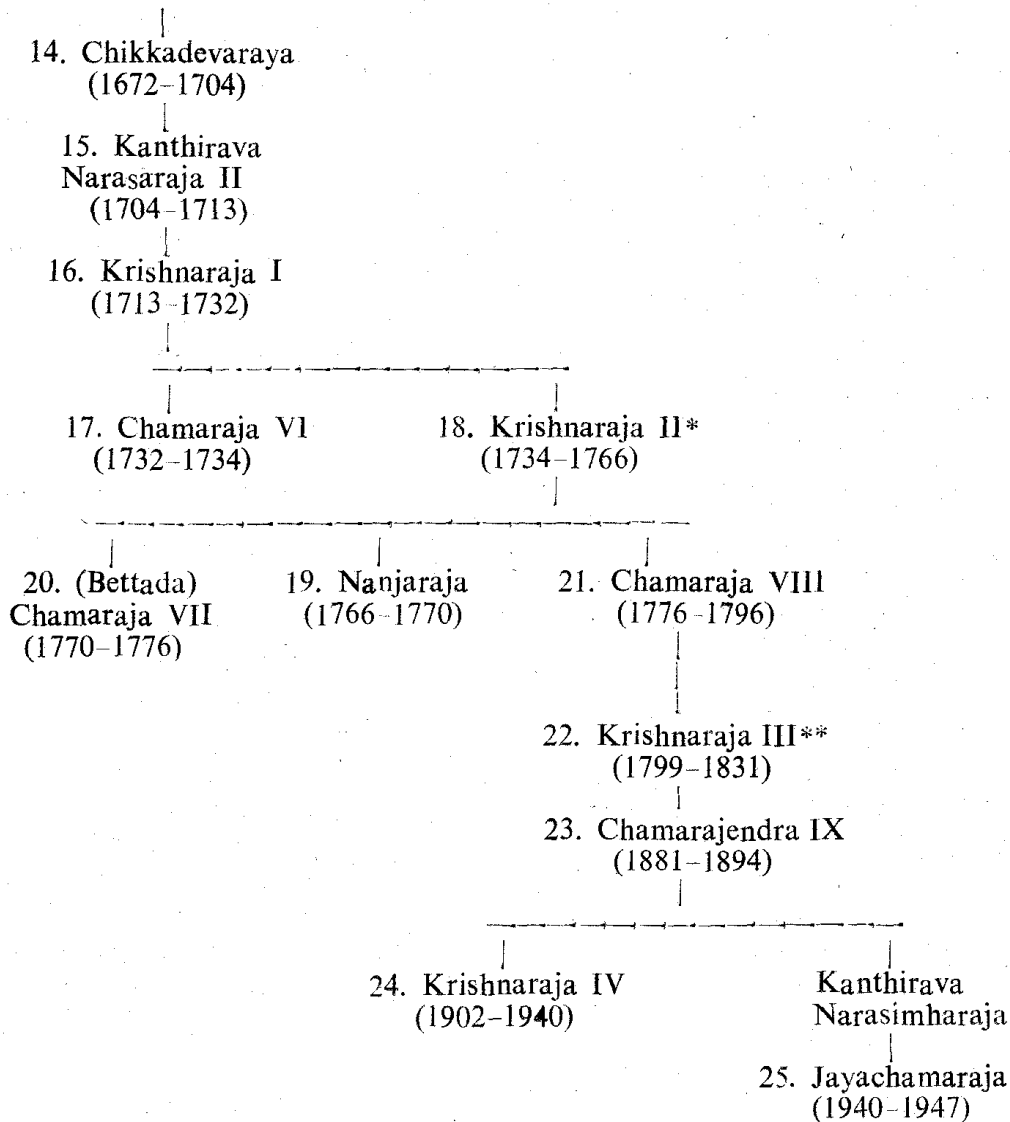 14. Chikkadevaraya
(1672–1704)
15. Kanthirava
Narasaraja II
(1704–1713)
16. Krishnaraja I
(1713–1732)
17. Chamaraja VI
(1732–1734)
18. Krishnaraja II*
(1734–1766)
20. (Bettada)
Chamaraja VII
(1770–1776)
19. Nanjaraja
(1766–1770)
21. Chamaraja VIII
(1776–1796)
22. Krishnaraja III**
(1799–1831)
23. Chamarajendra IX
(1881–1894)
24. Krishnaraja IV
(1902–1940)
Kanthirava
Narasimharaja
25. Jayachamaraja
(1940–1947)